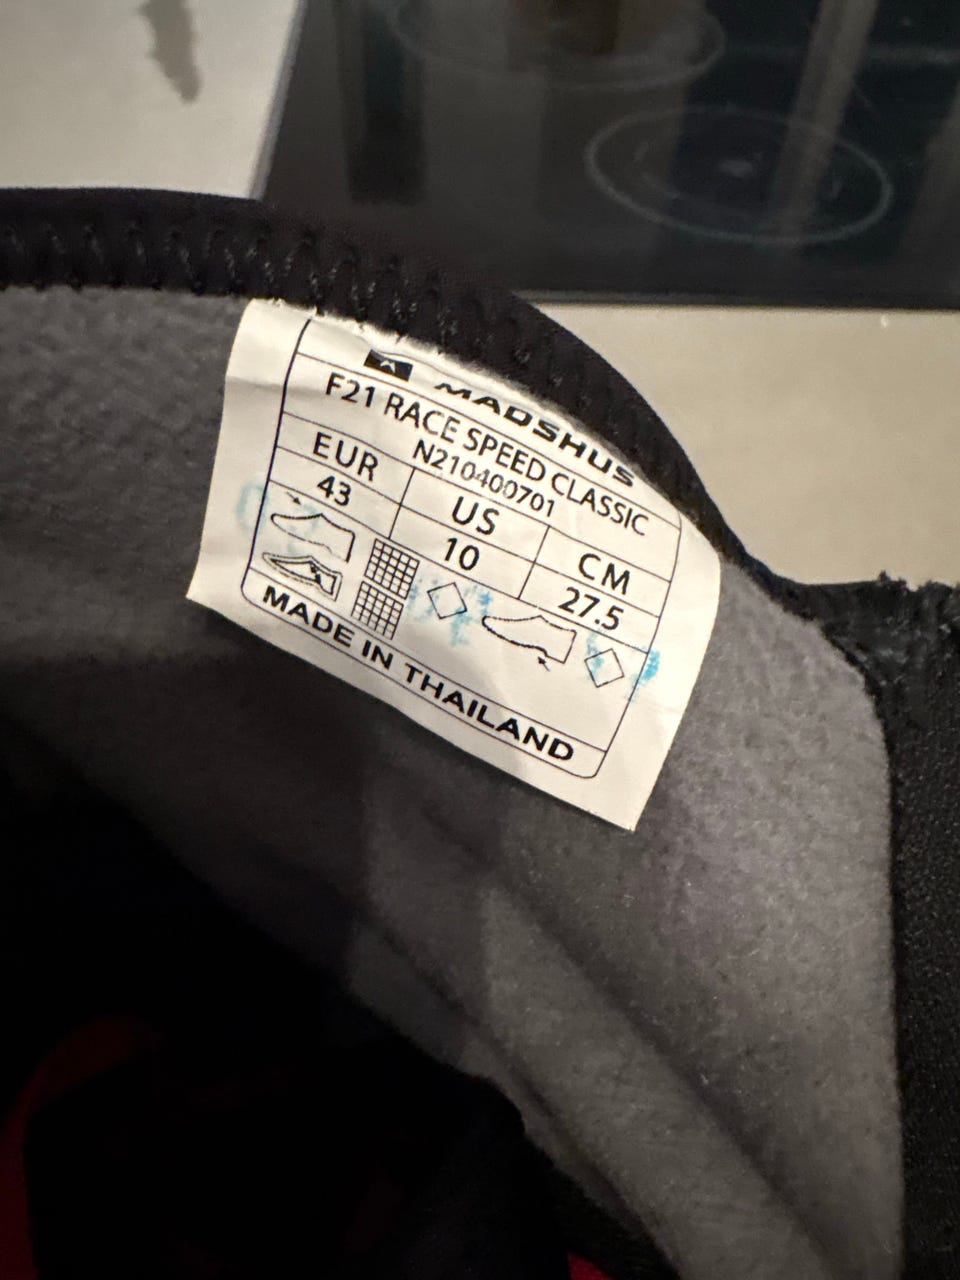 MADSHUS
F21 RACE SPEED CLASSIC
N210400701
EUR US CM
43 10 27.5
MADE IN THAILAND